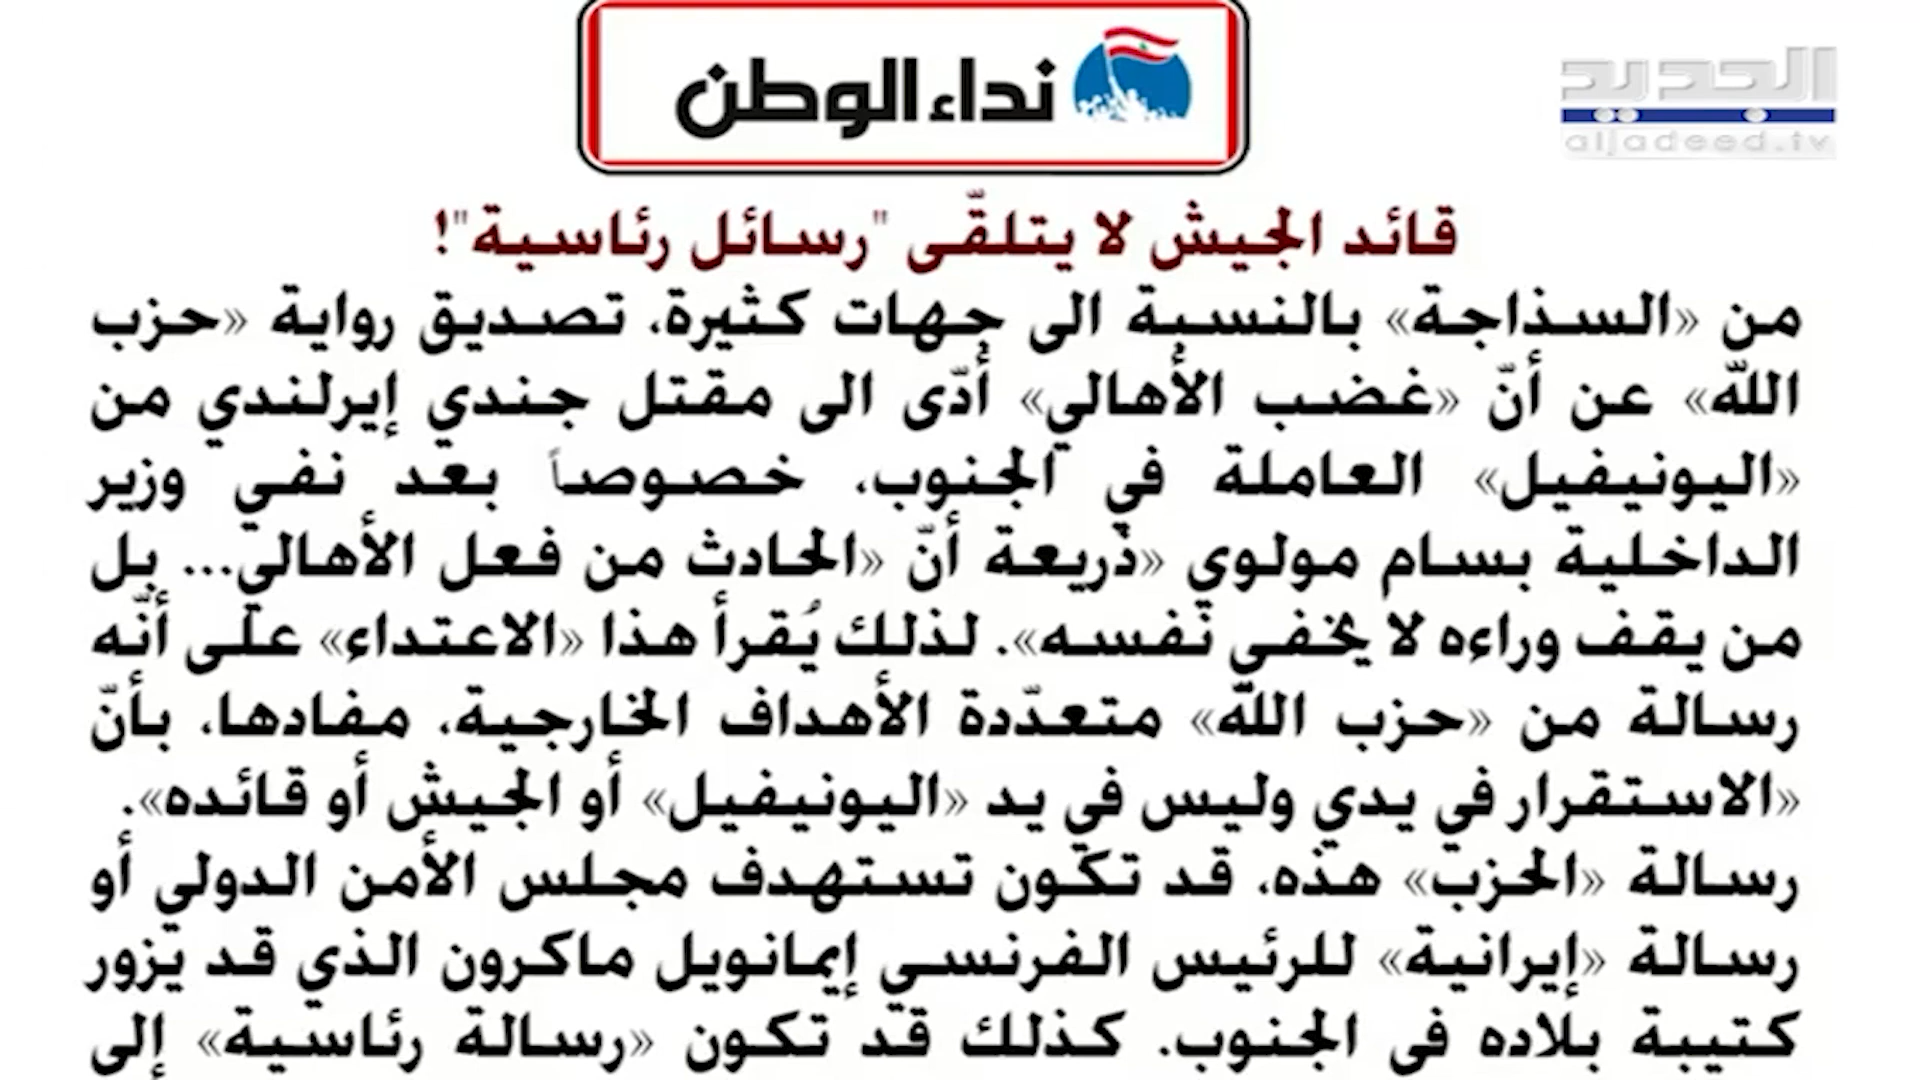 نداء الوطن
الجديد
aljadeed.tv
قائد الجيش لا يتلقّى "رسائل رئاسية"!
من «السذاجة» بالنسبة الى جهات كثيرة، تصديق رواية «حزب
اللّه» عن أنّ «غضب الأهالي» أدّى الى مقتل جندي إيرلندي من
«اليونيفيل» العاملة في الجنوب، خصوصاً بعد نفي وزير
الداخلية بسام مولوي «ذريعة أنّ «الحادث من فعل الأهالي... بل
من يقف وراءه لا يخفي نفسه». لذلك يُقرأ هذا «الاعتداء» على أنّه
رسالة من «حزب اللّه» متعدّدة الأهداف الخارجية، مفادها، بأنّ
«الاستقرار في يدي وليس في يد «اليونيفيل» أو الجيش أو قائده».
رسالة «الحزب» هذه، قد تكون تستهدف مجلس الأمن الدولي أو
رسالة «إيرانية» للرئيس الفرنسي إيمانويل ماكرون الذي قد يزور
كتيبة بلاده في الجنوب. كذلك قد تكون «رسالة رئاسية» إلى